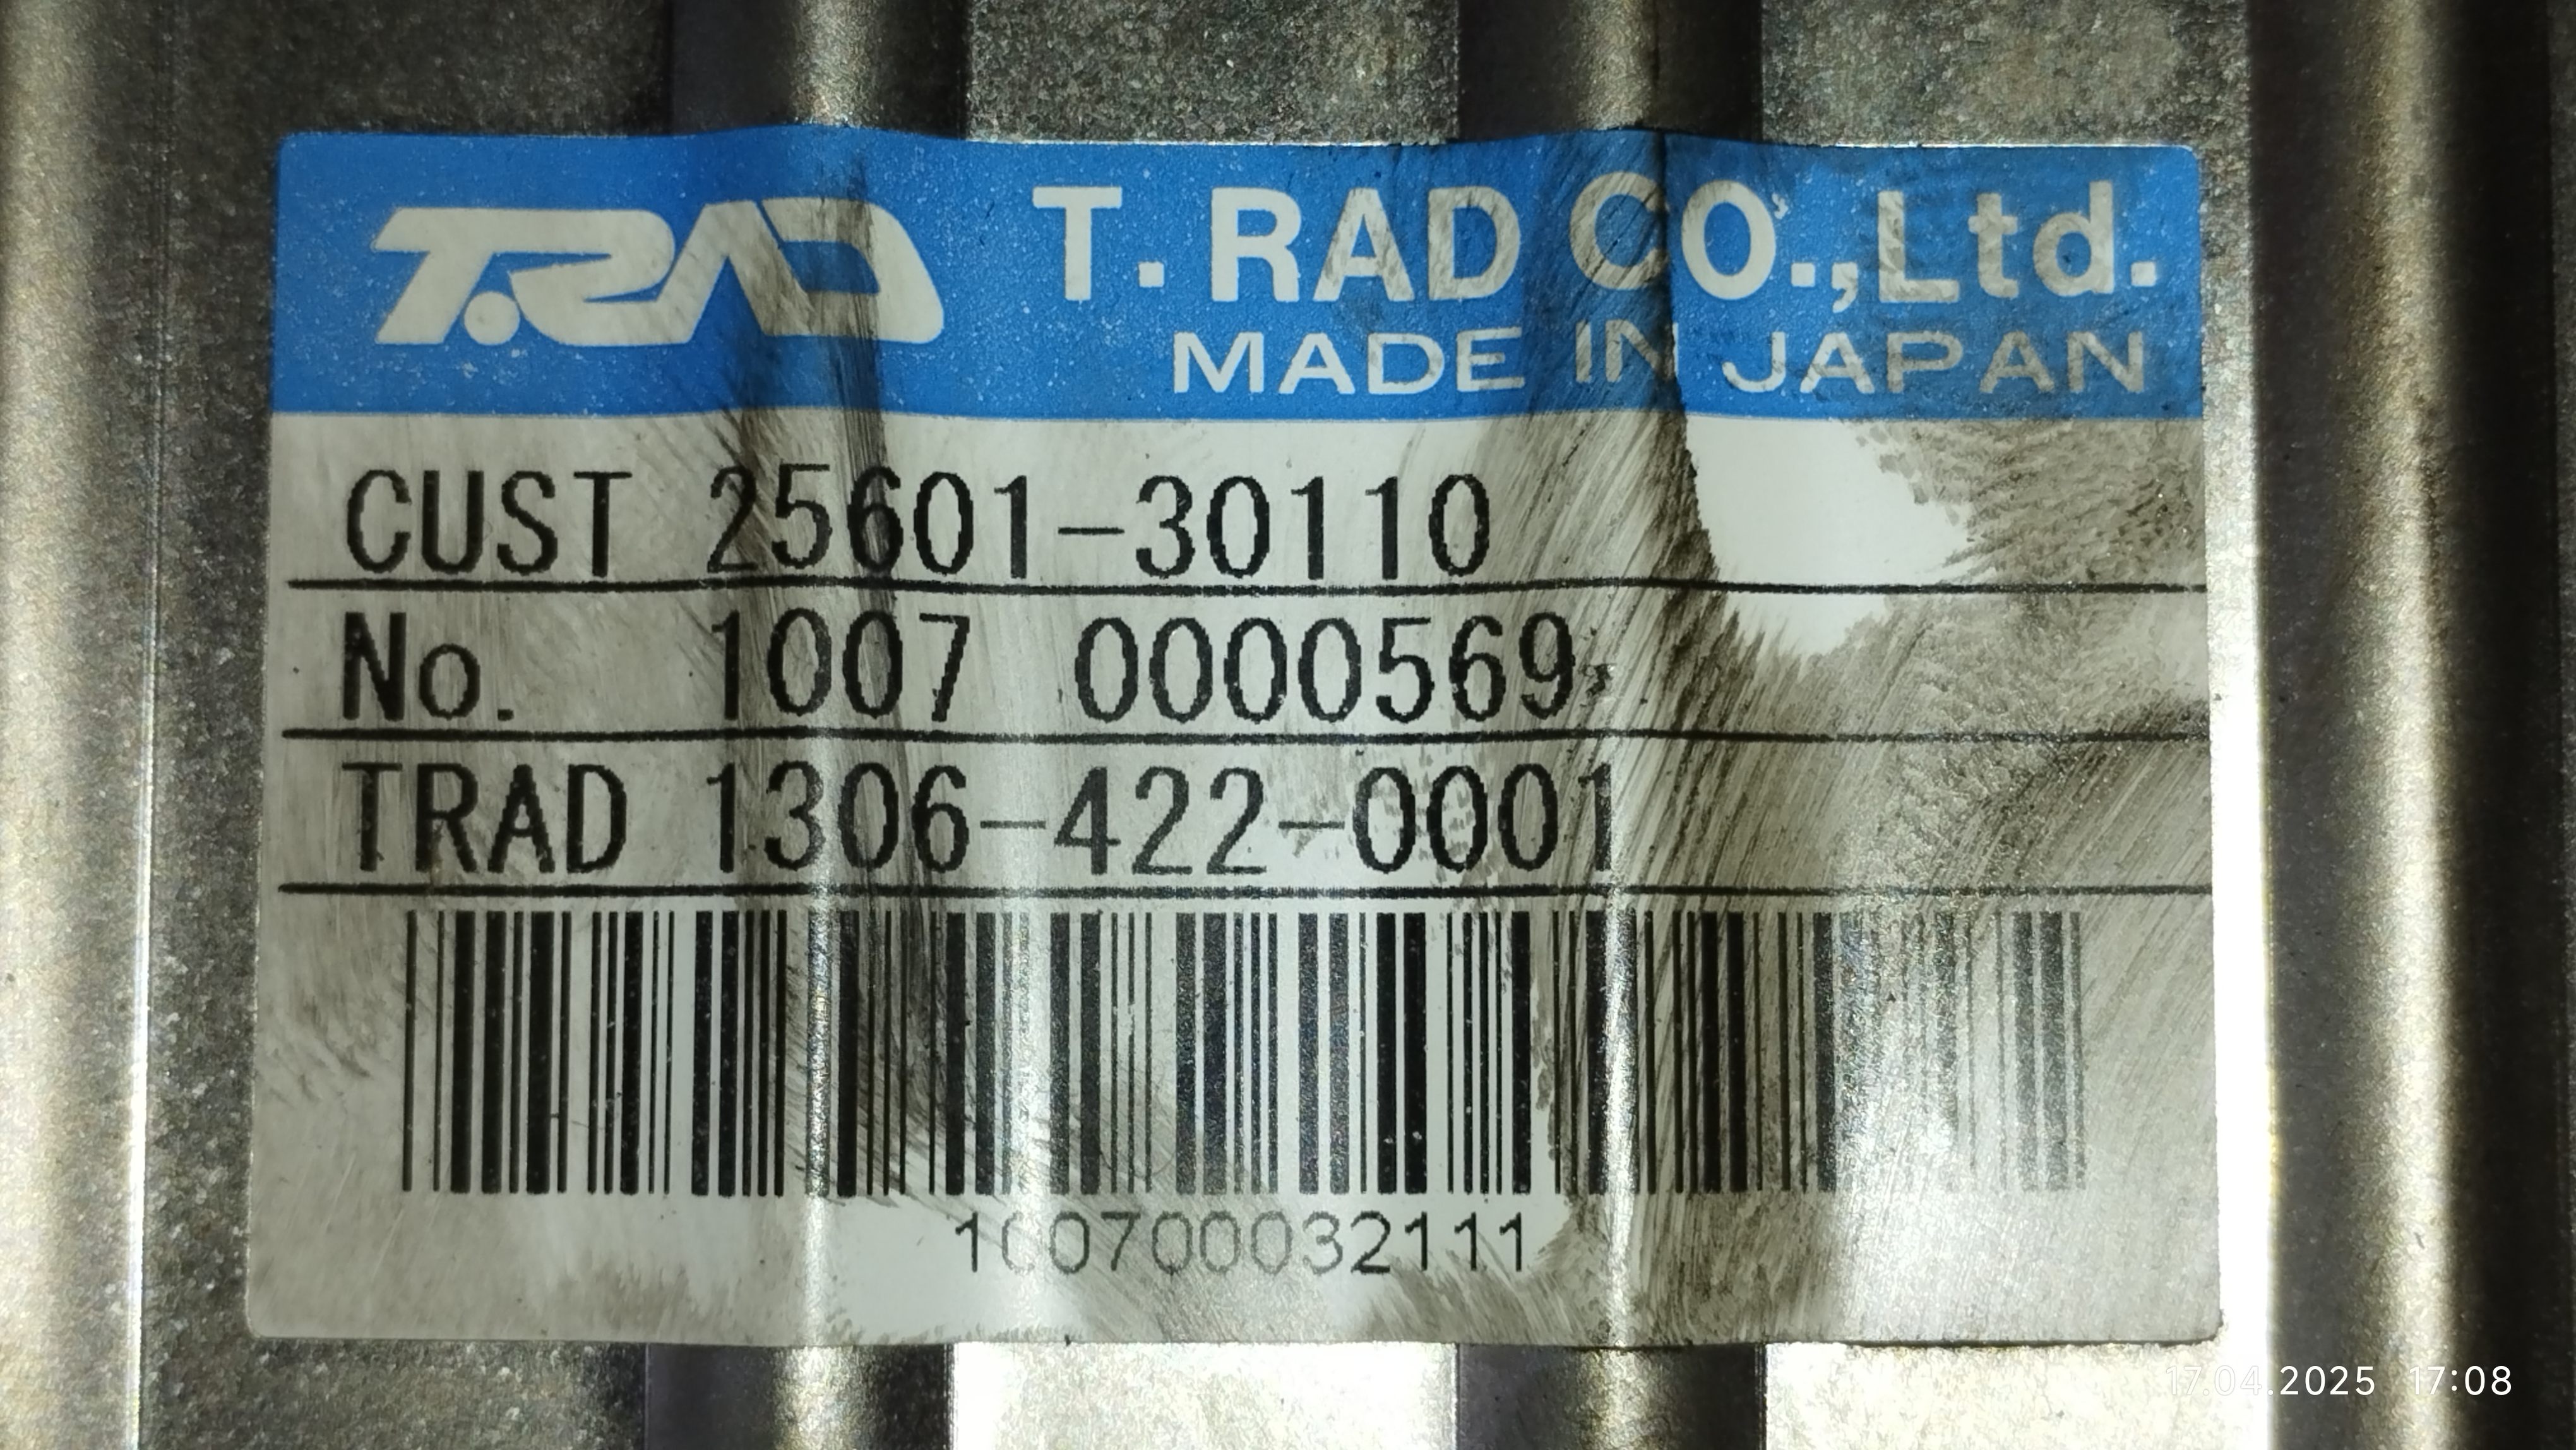 T.RAD T. RAD CO.,Ltd.
MADE IN JAPAN
CUST 25601-30110
No. 1007 0000569
TRAD 1306-422-0001
100700032111
17.04.2025 17:08